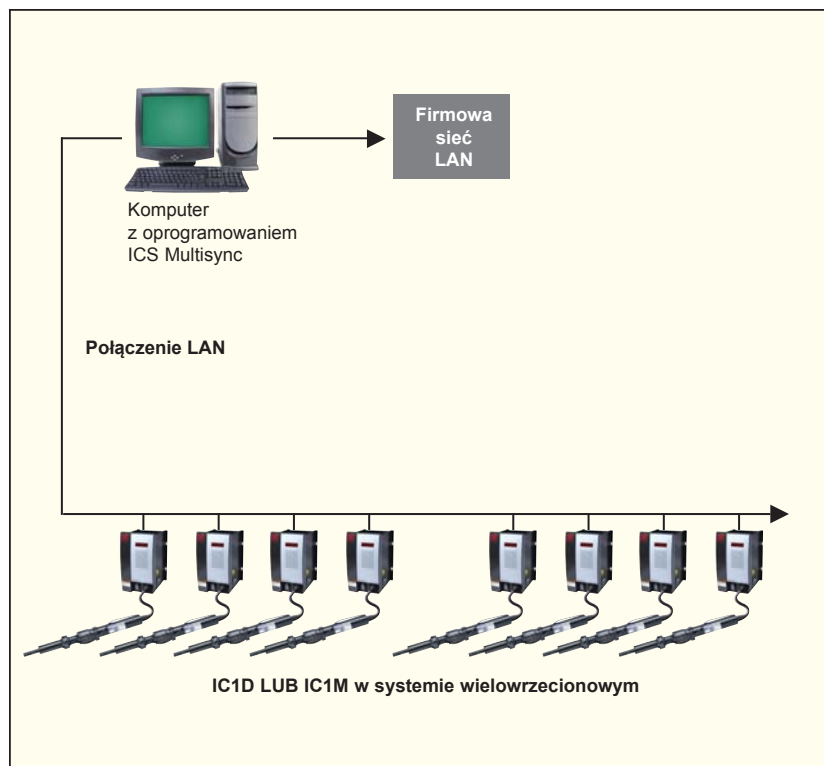 Firmowa
sieć
LAN
Komputer
z oprogramowaniem
ICS Multisync
Połączenie LAN
IC1D LUB IC1M w systemie wielowrzecionowym